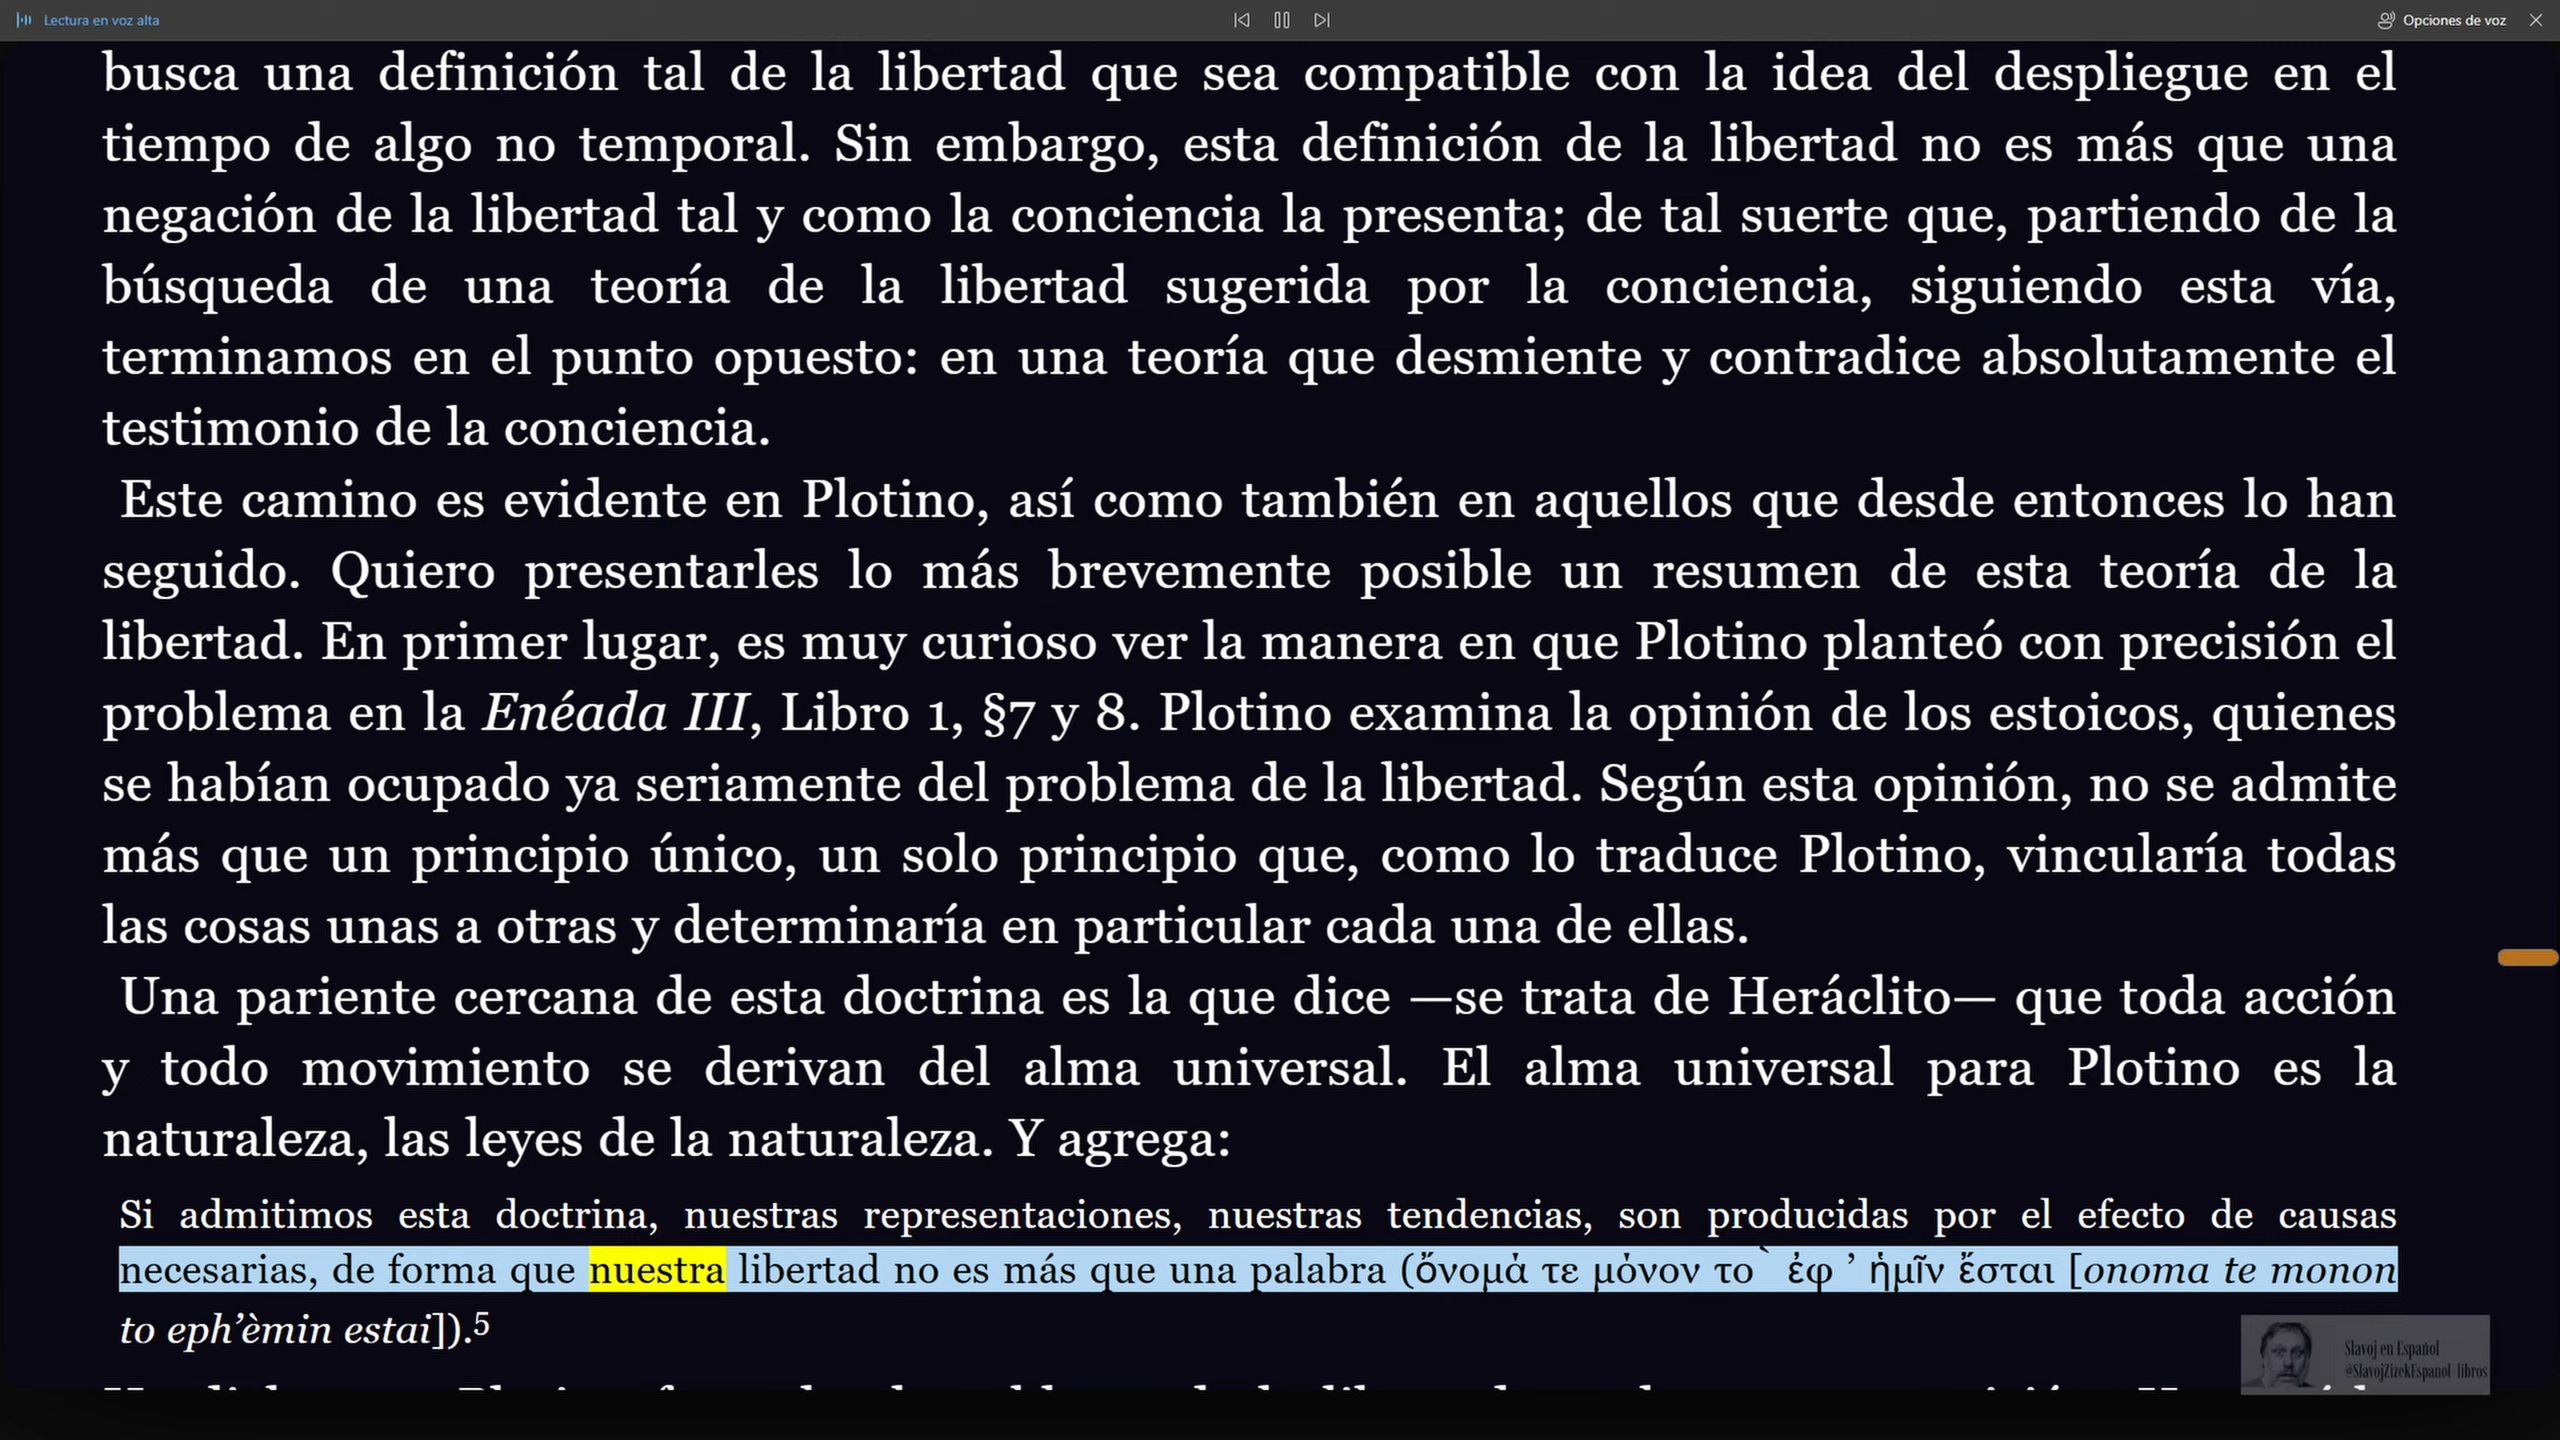 Lectura en voz alta
Opciones de voz
busca una definición tal de la libertad que sea compatible con la idea del despliegue en el
tiempo de algo no temporal. Sin embargo, esta definición de la libertad no es más que una
negación de la libertad tal y como la conciencia la presenta; de tal suerte que, partiendo de la
búsqueda de una teoría de la libertad sugerida por la conciencia, siguiendo esta vía,
terminamos en el punto opuesto: en una teoría que desmiente y contradice absolutamente el
testimonio de la conciencia.
Este camino es evidente en Plotino, así como también en aquellos que desde entonces lo han
seguido. Quiero presentarles lo más brevemente posible un resumen de esta teoría de la
libertad. En primer lugar, es muy curioso ver la manera en que Plotino planteó con precisión el
problema en la Enéada III, Libro 1, §7 y 8. Plotino examina la opinión de los estoicos, quienes
se habían ocupado ya seriamente del problema de la libertad. Según esta opinión, no se admite
más que un principio único, un solo principio que, como lo traduce Plotino, vincularía todas
las cosas unas a otras y determinaría en particular cada una de ellas.
Una pariente cercana de esta doctrina es la que dice —se trata de Heráclito— que toda acción
y todo movimiento se derivan del alma universal. El alma universal para Plotino es la
naturaleza, las leyes de la naturaleza. Y agrega:
Si admitimos esta doctrina, nuestras representaciones, nuestras tendencias, son producidas por el efecto de causas
necesarias, de forma que nuestra libertad no es más que una palabra (ὄνομά τε μόνον το` ἐφ ’ ἡμῖν ἔσται [onoma te monon
to eph’èmin estai]).5
Slavoj en Español
@SlavojZizekEspanol-libros